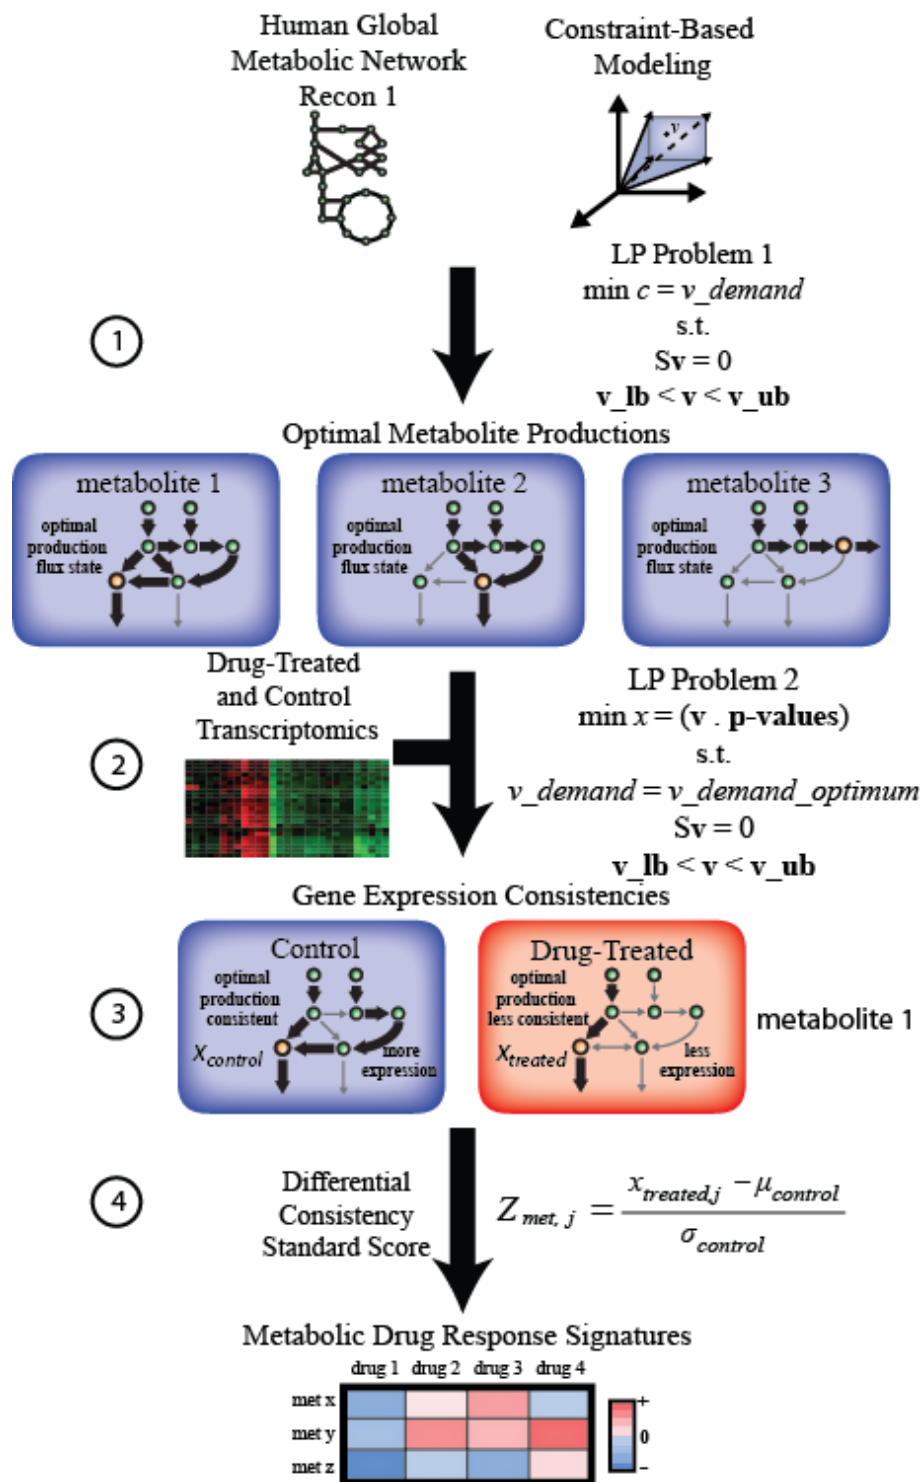 Human Global
Metabolic Network
Recon 1
Constraint-Based
Modeling
v
LP Problem 1
min c = v_demand
s.t.
Sv = 0
v_lb < v < v_ub
1
Optimal Metabolite Productions
metabolite 1
optimal
production
flux state
metabolite 2
optimal
production
flux state
metabolite 3
optimal
production
flux state
Drug-Treated
and Control
Transcriptomics
2
LP Problem 2
min x = (v . p-values)
s.t.
v_demand = v_demand_optimum
Sv = 0
v_lb < v < v_ub
Gene Expression Consistencies
3
Control
optimal
production
consistent
x_control
more
expression
Drug-Treated
optimal
production
less consistent
x_treated
less
expression
metabolite 1
4
Differential
Consistency
Standard Score
Z_met, j = (x_treated,j − μ_control) / σ_control
Metabolic Drug Response Signatures
drug 1 drug 2 drug 3 drug 4
met x
met y
met z
+
0
−